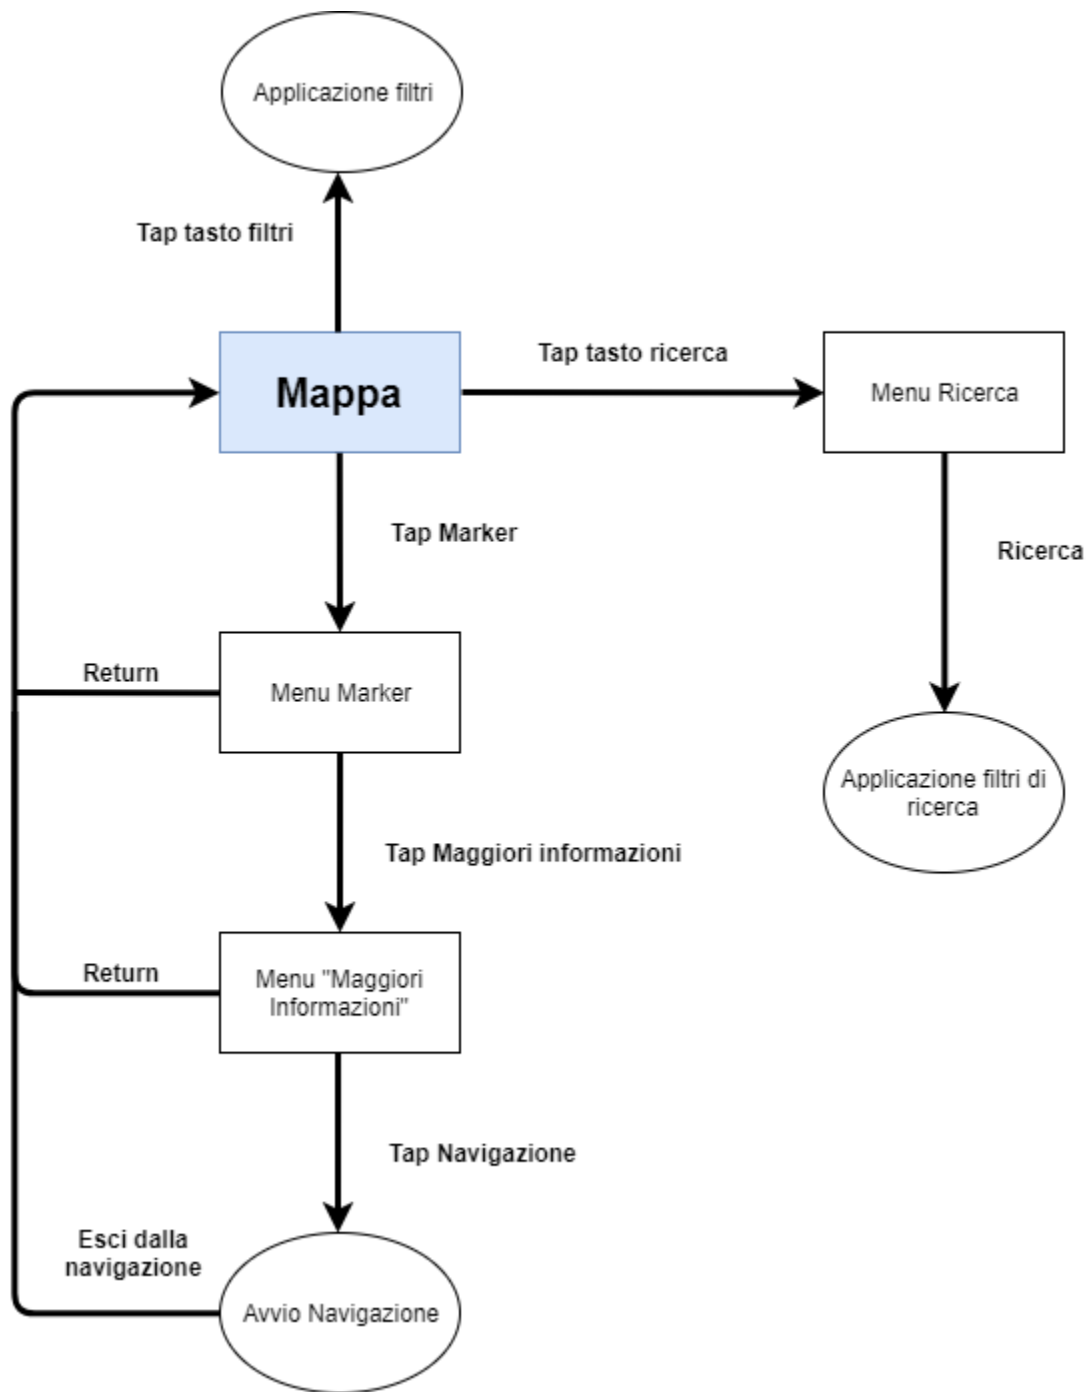 Applicazione filtri
Tap tasto filtri
Mappa
Tap tasto ricerca
Menu Ricerca
Tap Marker
Ricerca
Return
Menu Marker
Applicazione filtri di
ricerca
Tap Maggiori informazioni
Return
Menu "Maggiori
Informazioni"
Tap Navigazione
Esci dalla
navigazione
Avvio Navigazione